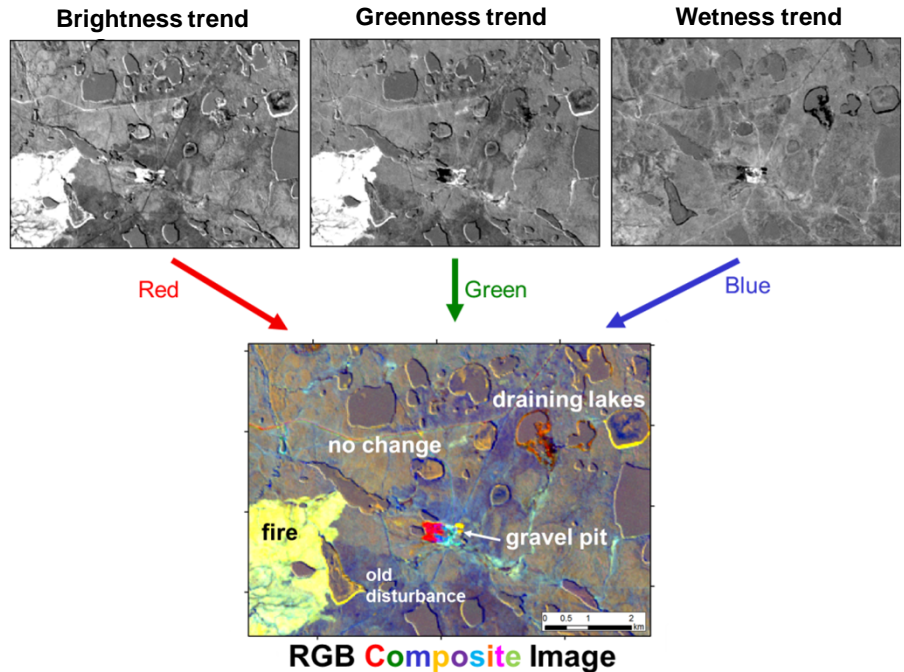 Brightness trend
Greenness trend
Wetness trend
Red
Green
Blue
draining lakes
no change
fire
gravel pit
old
disturbance
0 0.5 1 2
km
RGB Composite Image